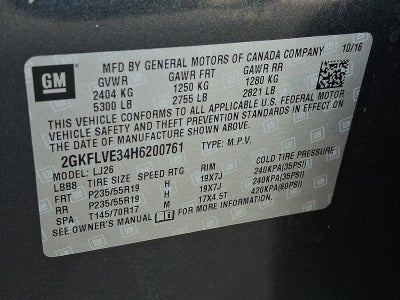 GM
MFD BY GENERAL MOTORS OF CANADA COMPANY 10/16
GVWR GAWR FRT GAWR RR
2404 KG 1250 KG 1280 KG
5300 LB 2755 LB 2821 LB
THIS VEHICLE CONFORMS TO ALL APPLICABLE U.S. FEDERAL MOTOR
VEHICLE SAFETY AND THEFT PREVENTION STANDARDS IN EFFECT ON
THE DATE OF MANUFACTURE SHOWN ABOVE.
2GKFLVE34H6200761 TYPE: M.P.V.
MODEL: LJ26
LBBB TIRE SIZE SPEED RTG RIM COLD TIRE PRESSURE
FRT P235/55R19 H 19X7J 240KPA(35PSI)
RR P235/55R19 H 19X7J 240KPA(35PSI)
SPA T145/70R17 M 17X4.5T 420KPA(60PSI)
SEE OWNER'S MANUAL FOR MORE INFORMATION.